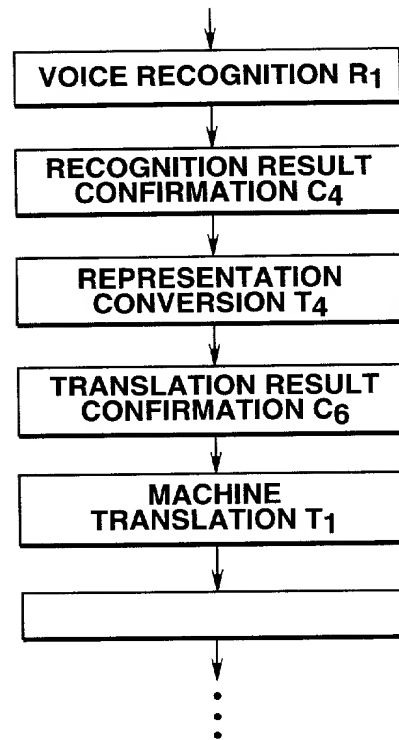 VOICE RECOGNITION R1
RECOGNITION RESULT
CONFIRMATION C4
REPRESENTATION
CONVERSION T4
TRANSLATION RESULT
CONFIRMATION C6
MACHINE
TRANSLATION T1